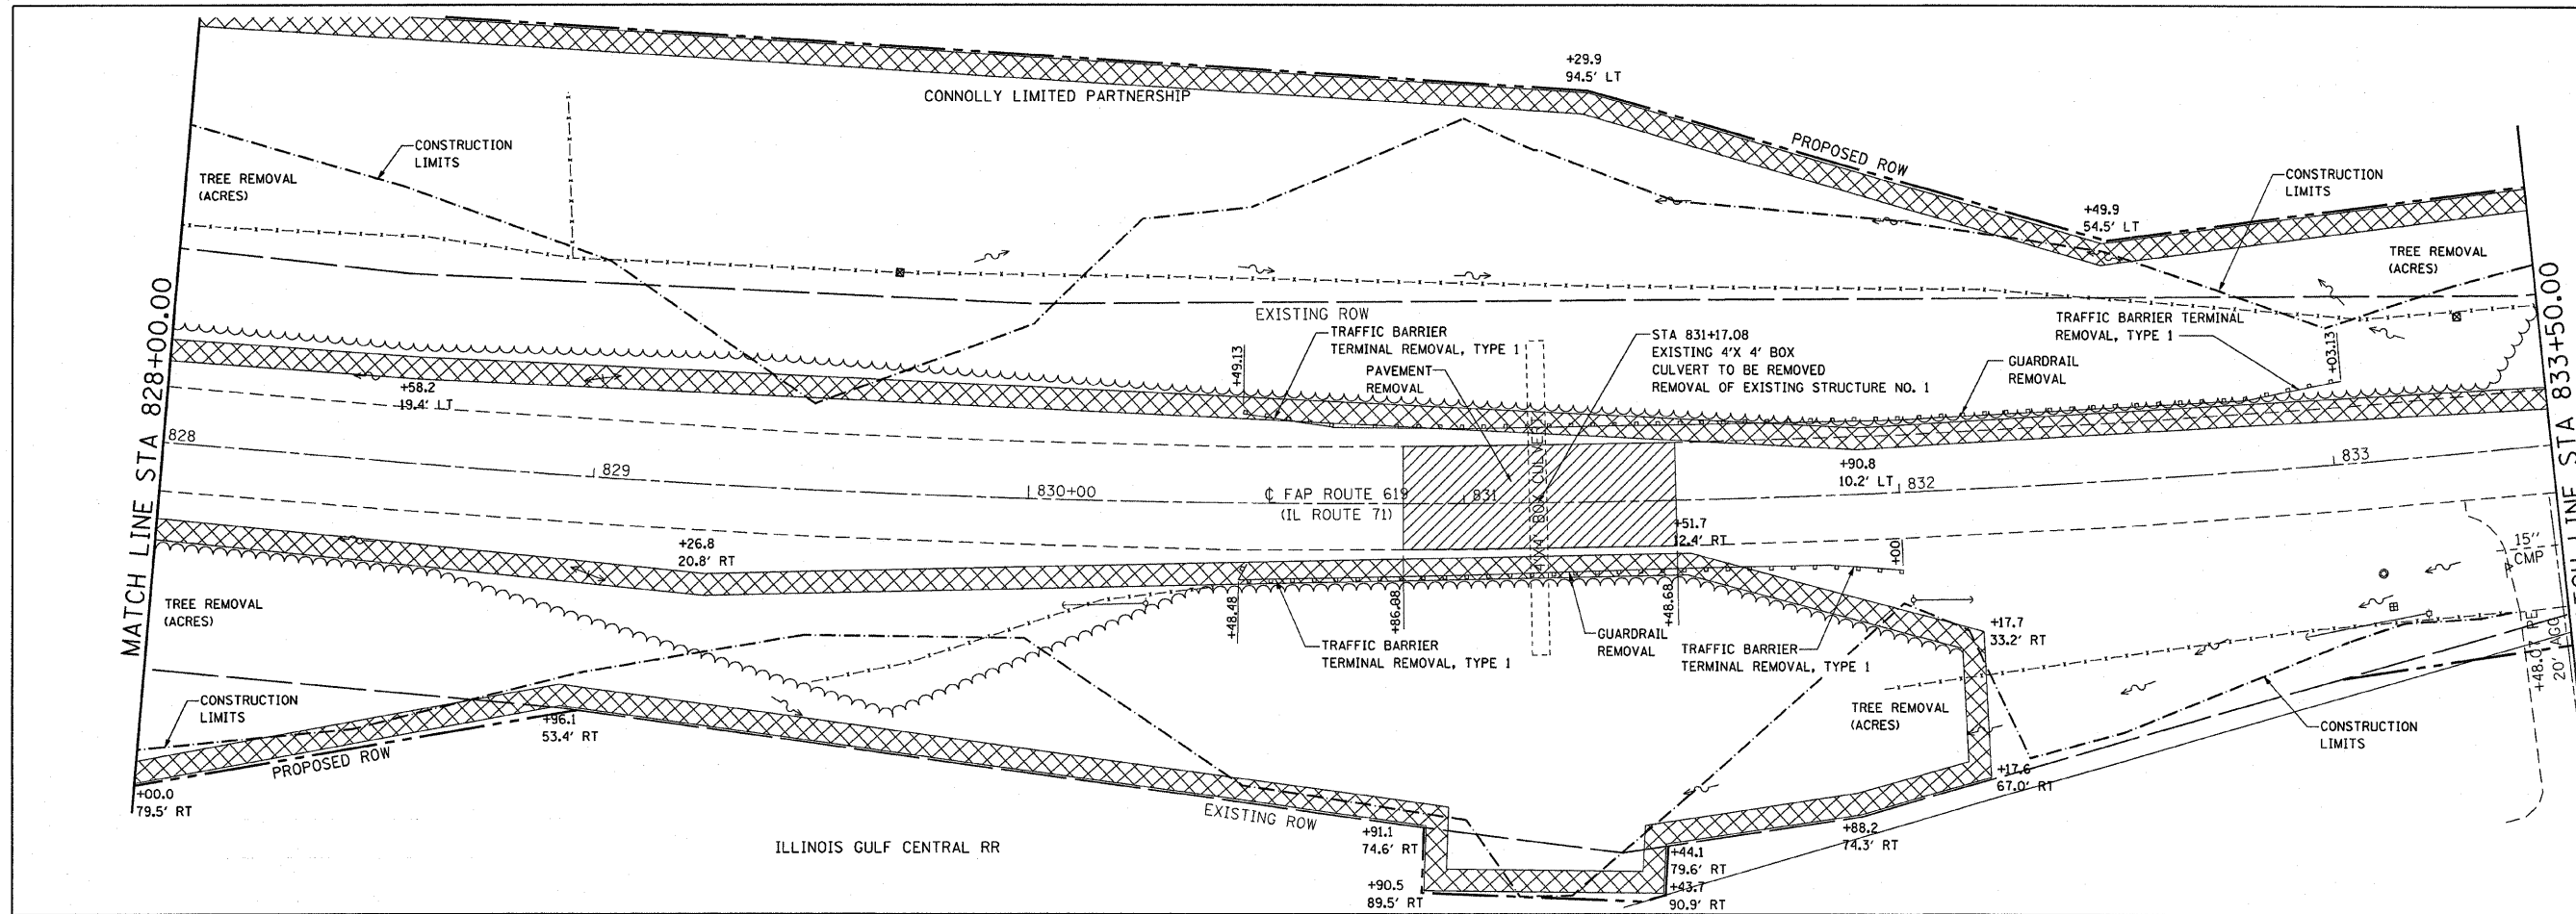 +29.9
94.5' LT
CONNOLLY LIMITED PARTNERSHIP
CONSTRUCTION
LIMITS
PROPOSED ROW
TREE REMOVAL
(ACRES)
CONSTRUCTION
LIMITS
+49.9
54.5' LT
TREE REMOVAL
(ACRES)
MATCH LINE STA 828+00.00
EXISTING ROW
TRAFFIC BARRIER
TERMINAL REMOVAL, TYPE 1
STA 831+17.08
EXISTING 4'X 4' BOX
CULVERT TO BE REMOVED
REMOVAL OF EXISTING STRUCTURE NO. 1
PAVEMENT
REMOVAL
TRAFFIC BARRIER TERMINAL
REMOVAL, TYPE 1
GUARDRAIL
REMOVAL
+03.13
+49.13
MATCH LINE STA 833+50.00
+58.2
19.4' LT
828
829
830+00
℄ FAP ROUTE 619
(IL ROUTE 71)
831
4'X4' BOX CULVERT
+90.8
10.2' LT
832
833
+51.7
12.4' RT
+00
15"
CMP
+26.8
20.8' RT
TREE REMOVAL
(ACRES)
+48.48
+86.08
+48.68
TRAFFIC BARRIER
TERMINAL REMOVAL, TYPE 1
GUARDRAIL
REMOVAL
TRAFFIC BARRIER
TERMINAL REMOVAL, TYPE 1
+17.7
33.2' RT
+48.07 PE
20' AGG
CONSTRUCTION
LIMITS
+96.1
53.4' RT
PROPOSED ROW
TREE REMOVAL
(ACRES)
CONSTRUCTION
LIMITS
+00.0
79.5' RT
+17.6
67.0' RT
EXISTING ROW
ILLINOIS GULF CENTRAL RR
+91.1
74.6' RT
+88.2
74.3' RT
+44.1
79.6' RT
+90.5
89.5' RT
+43.7
90.9' RT